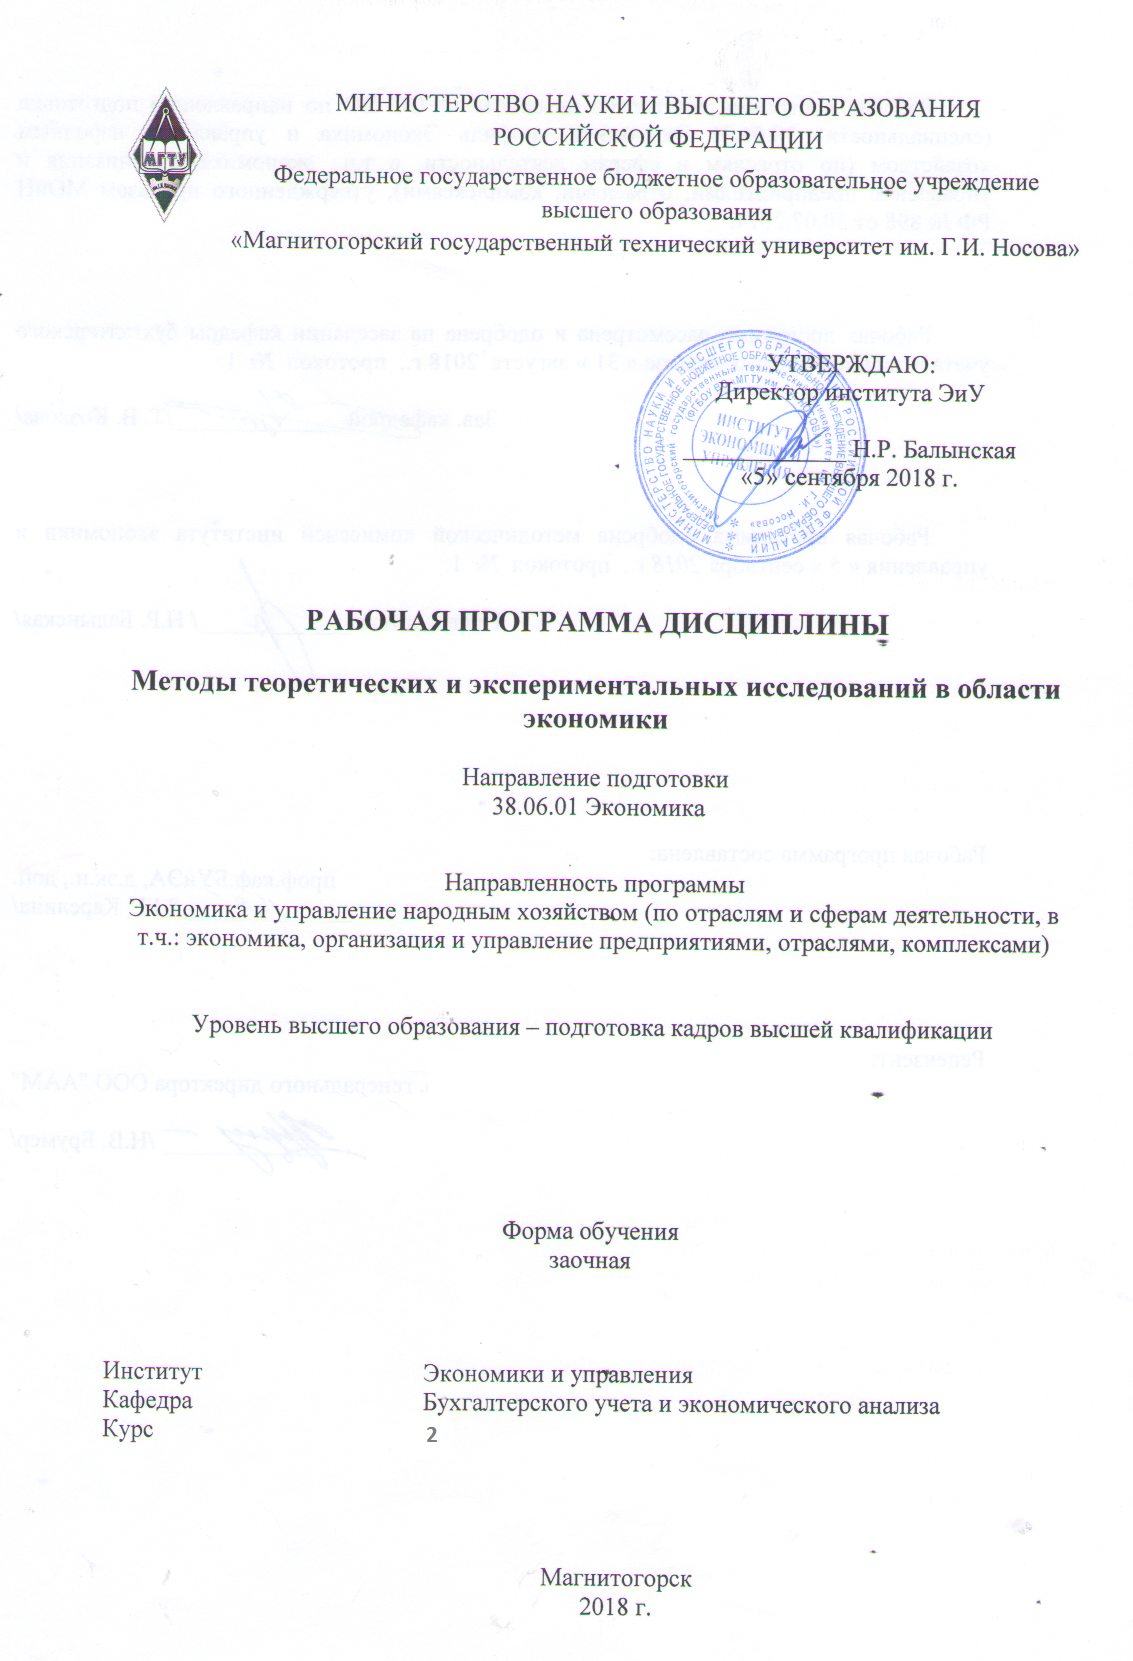 МИНИСТЕРСТВО НАУКИ И ВЫСШЕГО ОБРАЗОВАНИЯ
РОССИЙСКОЙ ФЕДЕРАЦИИ
Федеральное государственное бюджетное образовательное учреждение
высшего образования
«Магнитогорский государственный технический университет им. Г.И. Носова»
МГТУ
УТВЕРЖДАЮ:
Директор института ЭиУ
Н.Р. Балынская
«5» сентября 2018 г.
ИНСТИТУТ
ЭКОНОМИКИ И
УПРАВЛЕНИЯ
РАБОЧАЯ ПРОГРАММА ДИСЦИПЛИНЫ
Методы теоретических и экспериментальных исследований в области
экономики
Направление подготовки
38.06.01 Экономика
Направленность программы
Экономика и управление народным хозяйством (по отраслям и сферам деятельности, в
т.ч.: экономика, организация и управление предприятиями, отраслями, комплексами)
Уровень высшего образования – подготовка кадров высшей квалификации
Форма обучения
заочная
Институт Экономики и управления
Кафедра Бухгалтерского учета и экономического анализа
Курс 2
Магнитогорск
2018 г.